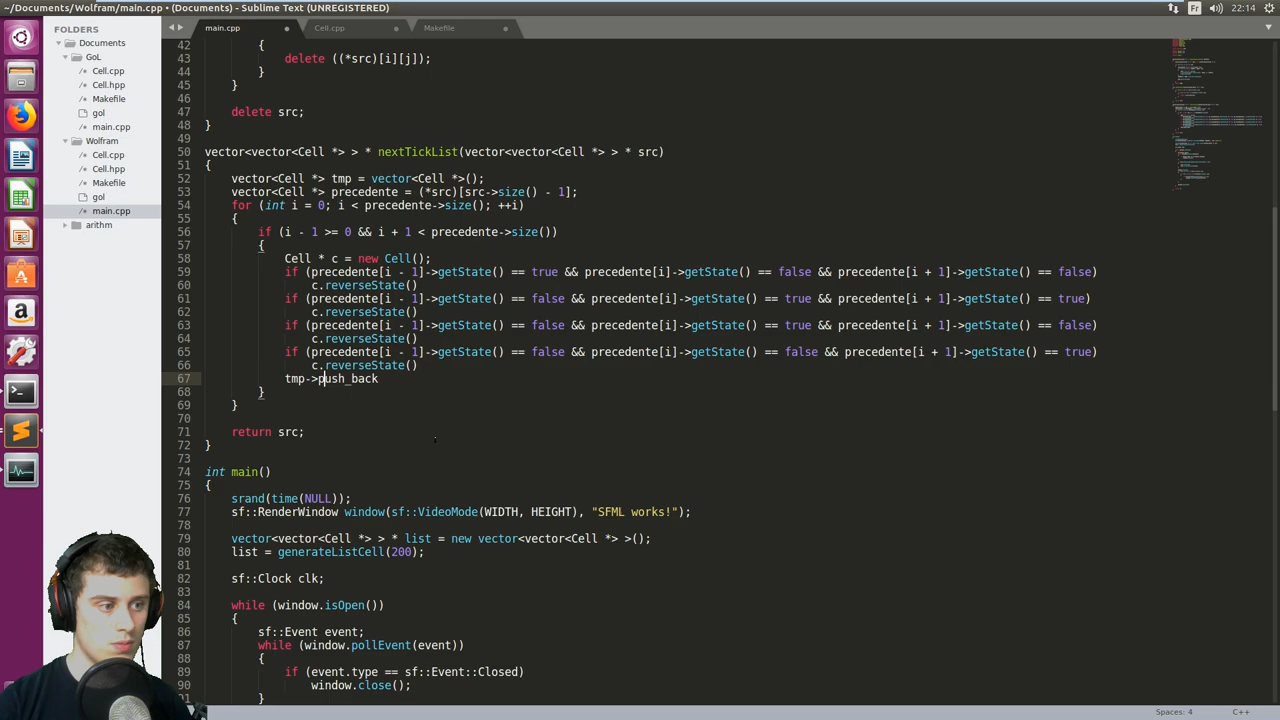 ~/Documents/Wolfram/main.cpp • (Documents) - Sublime Text (UNREGISTERED)
Fr
22:14
FOLDERS
Documents
GoL
Cell.cpp
Cell.hpp
Makefile
gol
main.cpp
Wolfram
Cell.cpp
Cell.hpp
Makefile
gol
main.cpp
arithm
main.cpp
Cell.cpp
Makefile
42 {
43 delete ((*src)[i][j]);
44 }
45 }
46
47 delete src;
48 }
49
50 vector<vector<Cell *> > * nextTickList(vector<vector<Cell *> > * src)
51 {
52 vector<Cell *> tmp = vector<Cell *>();
53 vector<Cell *> precedente = (*src)[src->size() - 1];
54 for (int i = 0; i < precedente->size(); ++i)
55 {
56 if (i - 1 >= 0 && i + 1 < precedente->size())
57 {
58 Cell * c = new Cell();
59 if (precedente[i - 1]->getState() == true && precedente[i]->getState() == false && precedente[i + 1]->getState() == false)
60 c.reverseState()
61 if (precedente[i - 1]->getState() == false && precedente[i]->getState() == true && precedente[i + 1]->getState() == true)
62 c.reverseState()
63 if (precedente[i - 1]->getState() == false && precedente[i]->getState() == true && precedente[i + 1]->getState() == false)
64 c.reverseState()
65 if (precedente[i - 1]->getState() == false && precedente[i]->getState() == false && precedente[i + 1]->getState() == true)
66 c.reverseState()
67 tmp->push_back
68 }
69 }
70
71 return src;
72 }
73
74 int main()
75 {
76 srand(time(NULL));
77 sf::RenderWindow window(sf::VideoMode(WIDTH, HEIGHT), "SFML works!");
78
79 vector<vector<Cell *> > * list = new vector<vector<Cell *> >();
80 list = generateListCell(200);
81
82 sf::Clock clk;
83
84 while (window.isOpen())
85 {
86 sf::Event event;
87 while (window.pollEvent(event))
88 {
89 if (event.type == sf::Event::Closed)
90 window.close();
91 }
Spaces: 4
C++